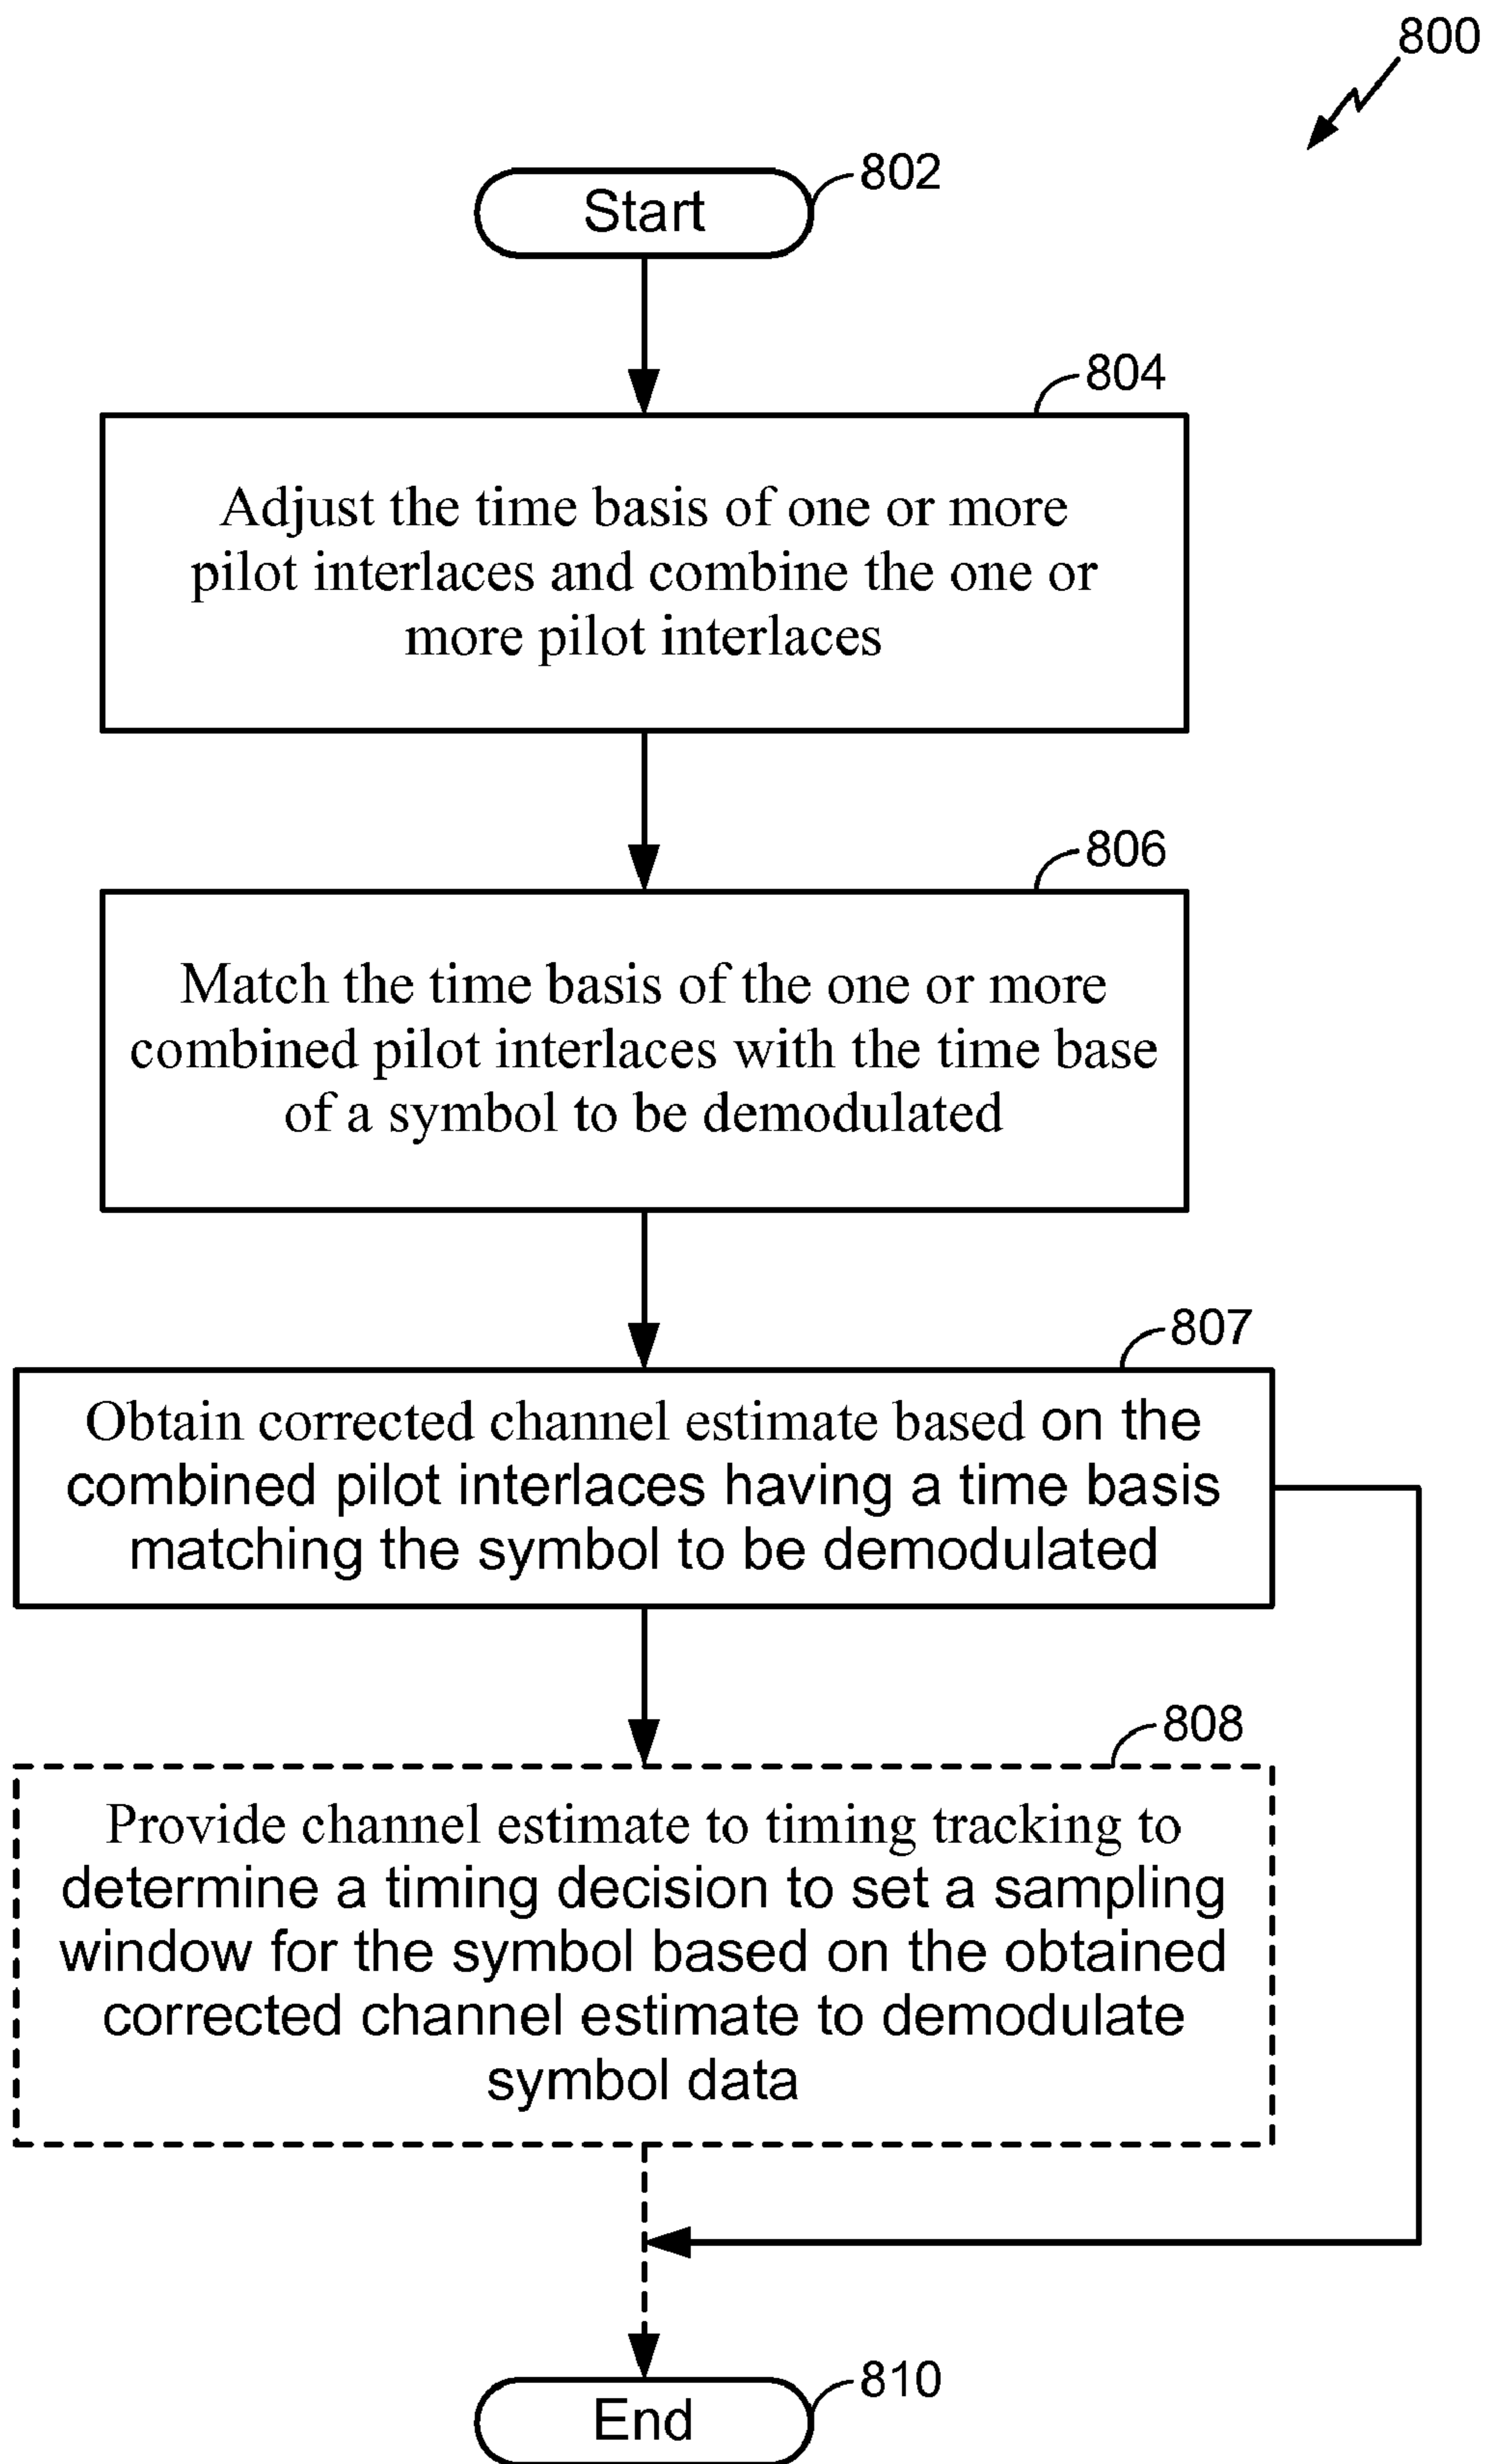 800
802
Start
804
Adjust the time basis of one or more
pilot interlaces and combine the one or
more pilot interlaces
806
Match the time basis of the one or more
combined pilot interlaces with the time base
of a symbol to be demodulated
807
Obtain corrected channel estimate based on the
combined pilot interlaces having a time basis
matching the symbol to be demodulated
808
Provide channel estimate to timing tracking to
determine a timing decision to set a sampling
window for the symbol based on the obtained
corrected channel estimate to demodulate
symbol data
810
End